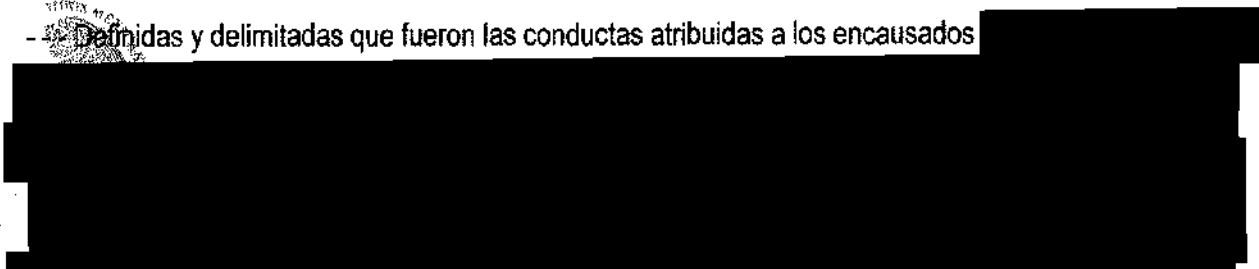 - - - Definidas y delimitadas que fueron las conductas atribuidas a los encausados